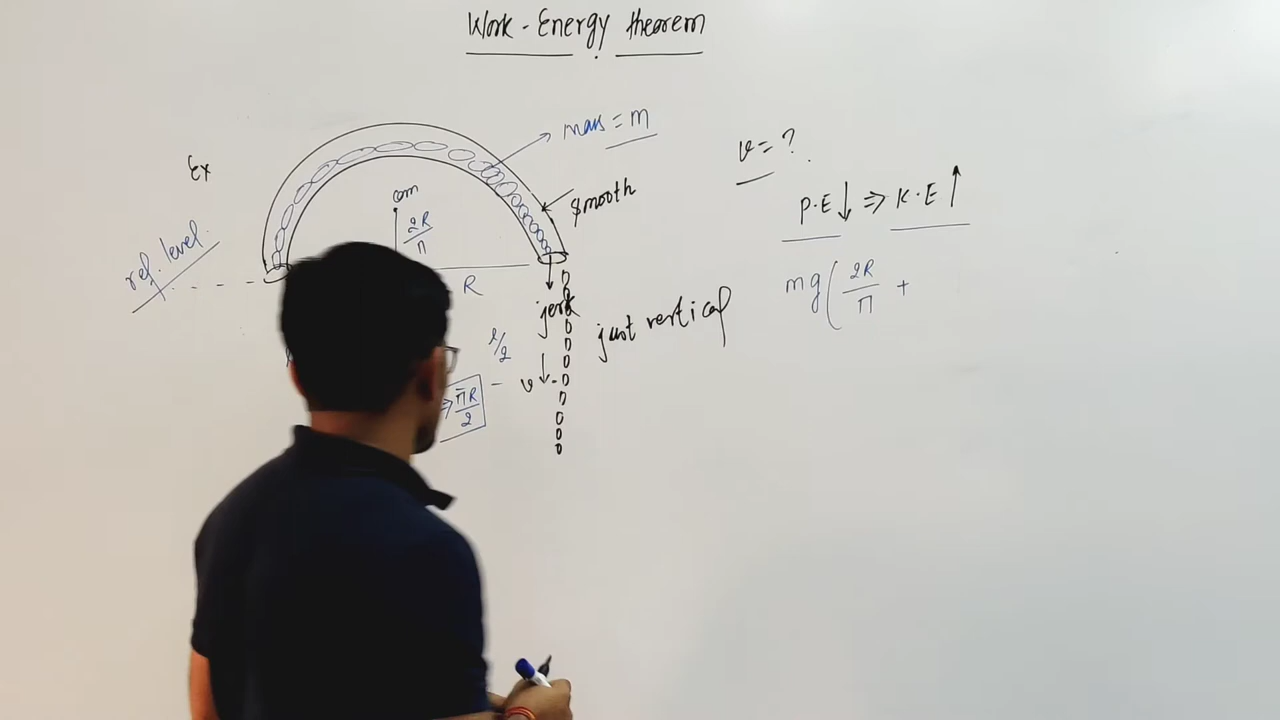 Work - Energy theorem
Ex
mass = m
v = ?
smooth
com
2R/π
P.E ↓ ⇒ K.E ↑
ref. level.
R
mg( 2R/π +
jerk
just vertical
l/2
v
⇒ πR/2